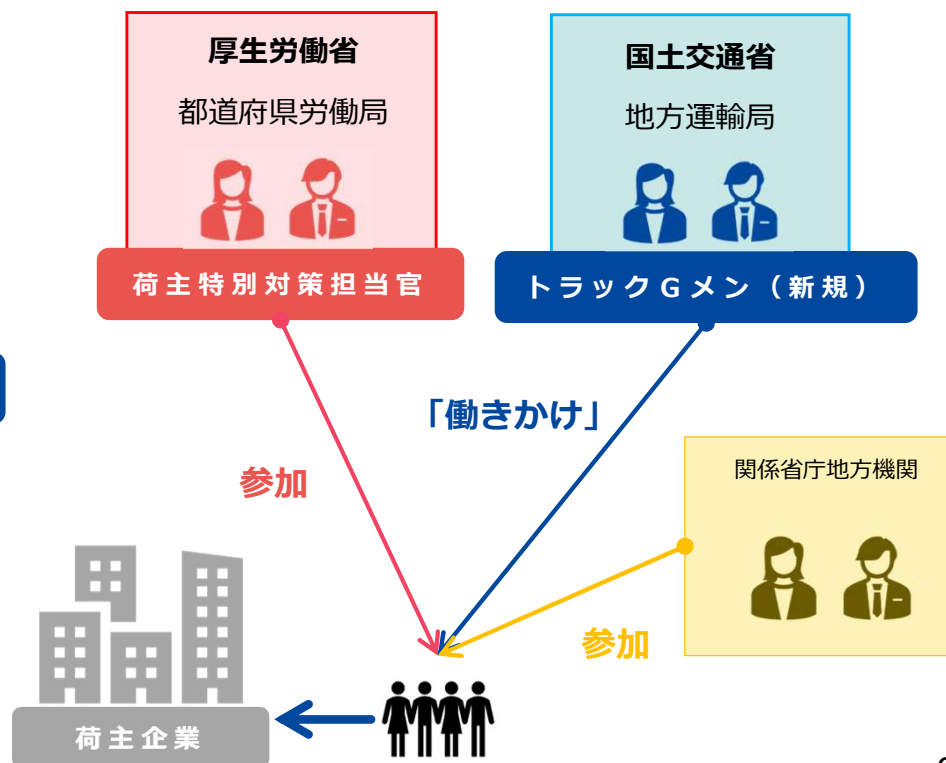 厚生労働省
都道府県労働局
荷主特別対策担当官
国土交通省
地方運輸局
トラックGメン（新規）
「働きかけ」
参加
関係省庁地方機関
参加
荷主企業